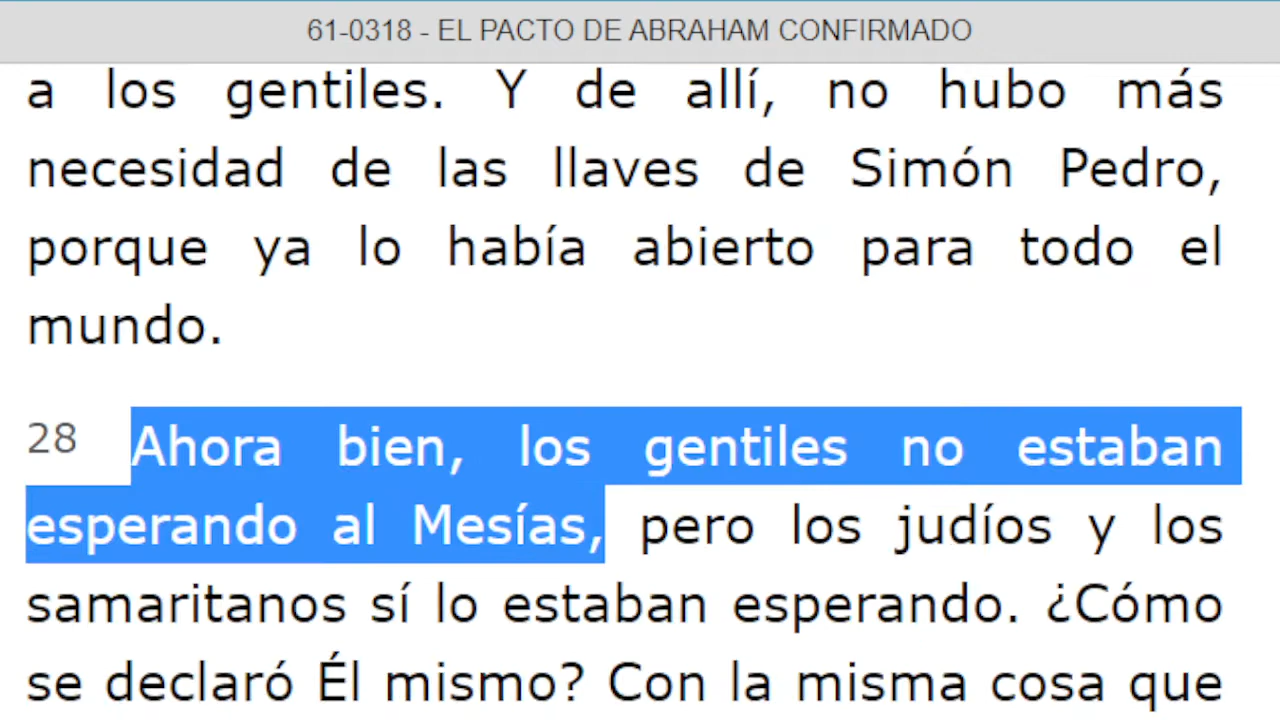 61-0318 - EL PACTO DE ABRAHAM CONFIRMADO
a los gentiles. Y de allí, no hubo más
necesidad de las llaves de Simón Pedro,
porque ya lo había abierto para todo el
mundo.
28 Ahora bien, los gentiles no estaban
esperando al Mesías, pero los judíos y los
samaritanos sí lo estaban esperando. ¿Cómo
se declaró Él mismo? Con la misma cosa que